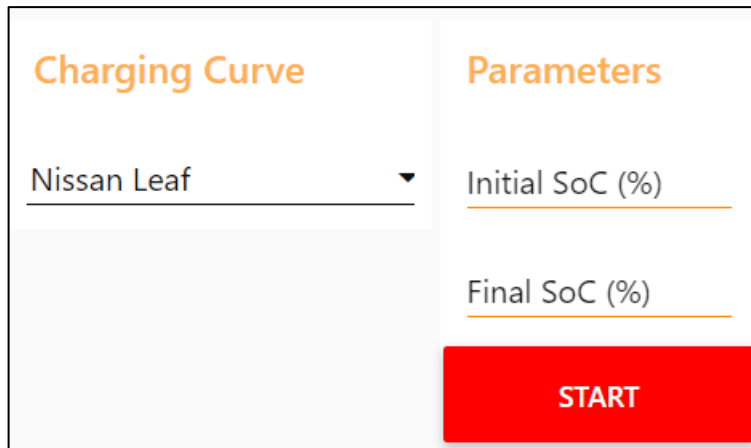 Charging Curve
Nissan Leaf
Parameters
Initial SoC (%)
Final SoC (%)
START